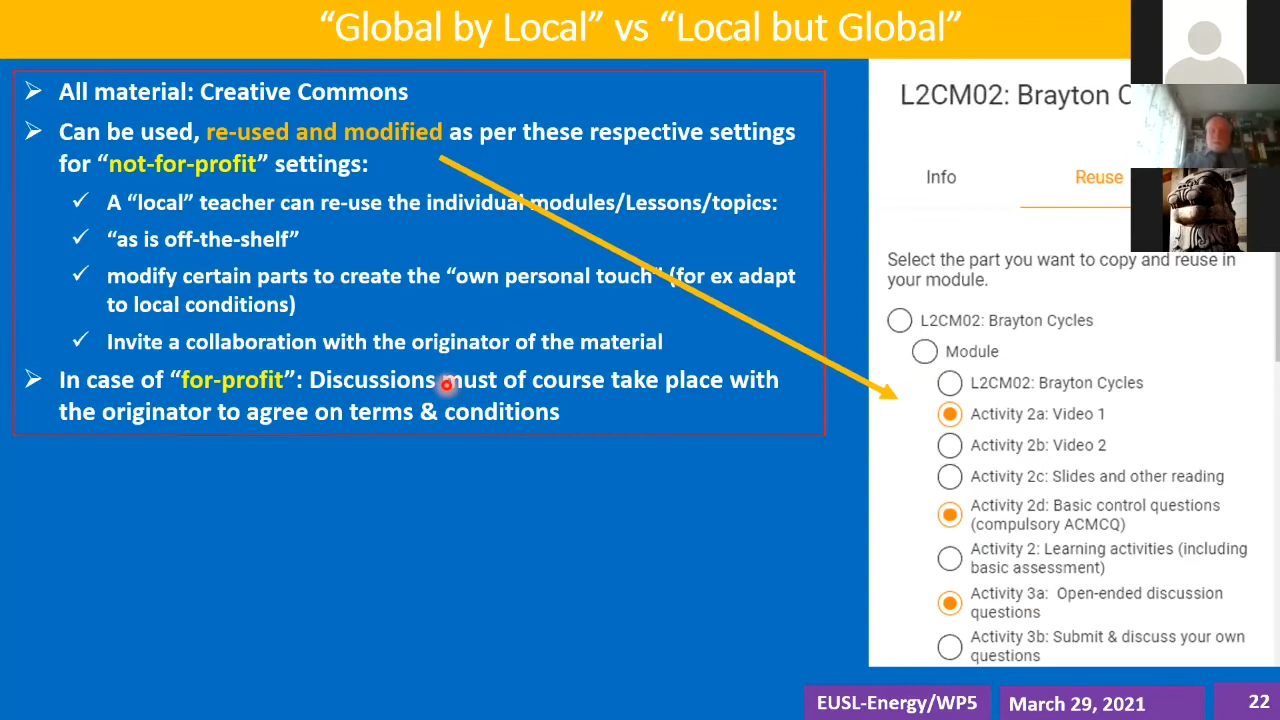 “Global by Local” vs “Local but Global”
All material: Creative Commons
Can be used, re-used and modified as per these respective settings
for “not-for-profit” settings:
A “local” teacher can re-use the individual modules/Lessons/topics:
“as is off-the-shelf”
modify certain parts to create the “own personal touch” (for ex adapt
to local conditions)
Invite a collaboration with the originator of the material
In case of “for-profit”: Discussions must of course take place with
the originator to agree on terms & conditions
L2CM02: Brayton C
Info
Reuse
Select the part you want to copy and reuse in
your module.
L2CM02: Brayton Cycles
Module
L2CM02: Brayton Cycles
Activity 2a: Video 1
Activity 2b: Video 2
Activity 2c: Slides and other reading
Activity 2d: Basic control questions
(compulsory ACMCQ)
Activity 2: Learning activities (including
basic assessment)
Activity 3a: Open-ended discussion
questions
Activity 3b: Submit & discuss your own
questions
EUSL-Energy/WP5
March 29, 2021
22